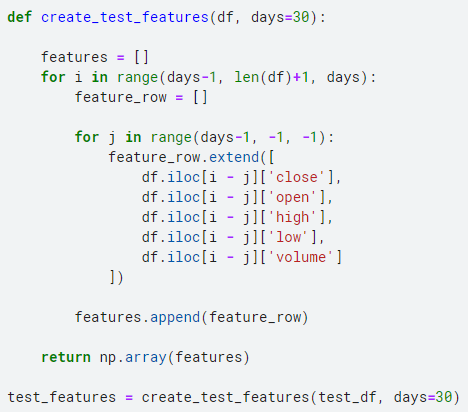 def create_test_features(df, days=30):

    features = []
    for i in range(days-1, len(df)+1, days):
        feature_row = []

        for j in range(days-1, -1, -1):
            feature_row.extend([
                df.iloc[i - j]['close'],
                df.iloc[i - j]['open'],
                df.iloc[i - j]['high'],
                df.iloc[i - j]['low'],
                df.iloc[i - j]['volume']
            ])

        features.append(feature_row)

    return np.array(features)

test_features = create_test_features(test_df, days=30)